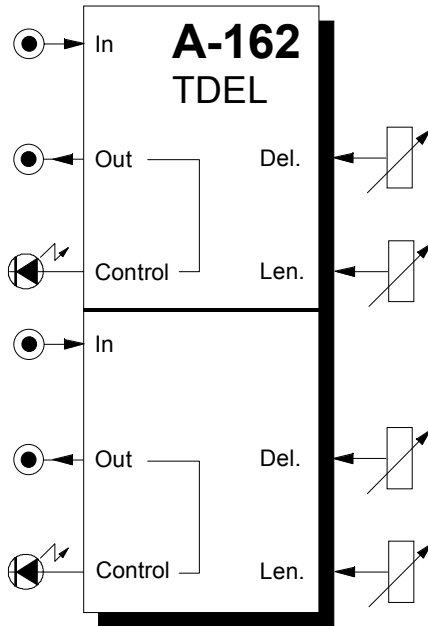 In A-162
TDEL
Out Del.
Control Len.
In
Out Del.
Control Len.